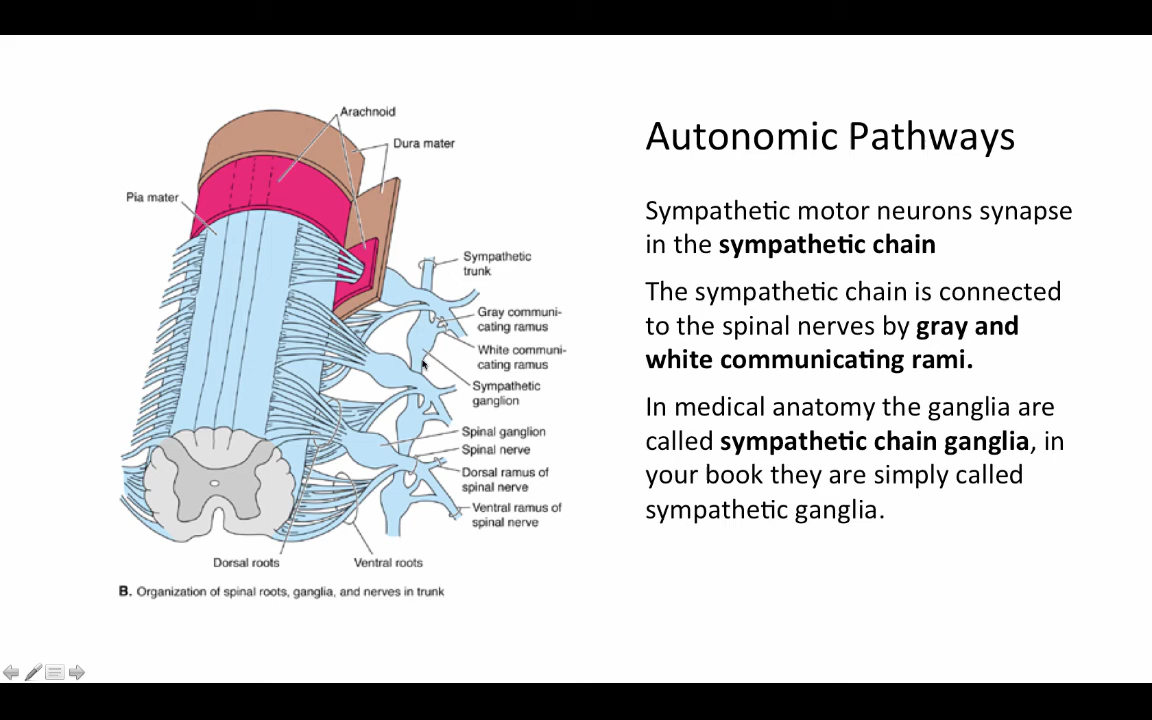 Arachnoid
Dura mater
Pia mater
Sympathetic
trunk
Gray communi-
cating ramus
White communi-
cating ramus
Sympathetic
ganglion
Spinal ganglion
Spinal nerve
Dorsal ramus of
spinal nerve
Ventral ramus of
spinal nerve
Dorsal roots
Ventral roots
B. Organization of spinal roots, ganglia, and nerves in trunk
Autonomic Pathways
Sympathetic motor neurons synapse
in the sympathetic chain
The sympathetic chain is connected
to the spinal nerves by gray and
white communicating rami.
In medical anatomy the ganglia are
called sympathetic chain ganglia, in
your book they are simply called
sympathetic ganglia.